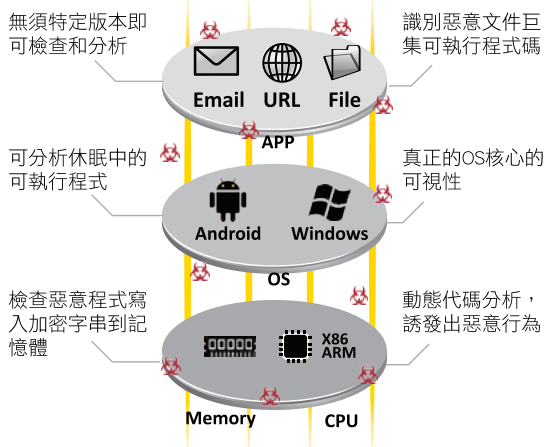 無須特定版本即
可檢查和分析
識別惡意文件巨
集可執行程式碼
Email URL File
APP
可分析休眠中的
可執行程式
真正的OS核心的
可視性
Android Windows
OS
檢查惡意程式寫
入加密字串到記
憶體
動態代碼分析，
誘發出惡意行為
X86
ARM
Memory CPU